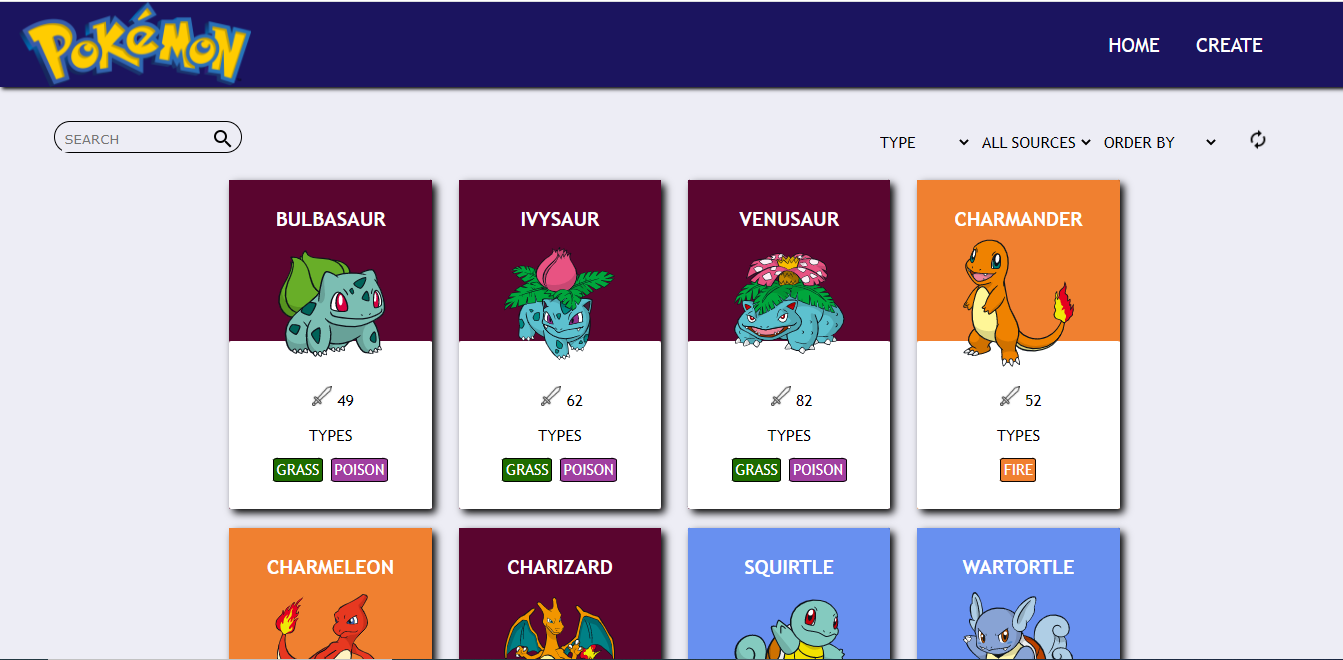 POKéMON
HOME CREATE
SEARCH
TYPE ALL SOURCES ORDER BY
BULBASAUR IVYSAUR VENUSAUR CHARMANDER
49 62 82 52
TYPES TYPES TYPES TYPES
GRASS POISON GRASS POISON GRASS POISON FIRE
CHARMELEON CHARIZARD SQUIRTLE WARTORTLE